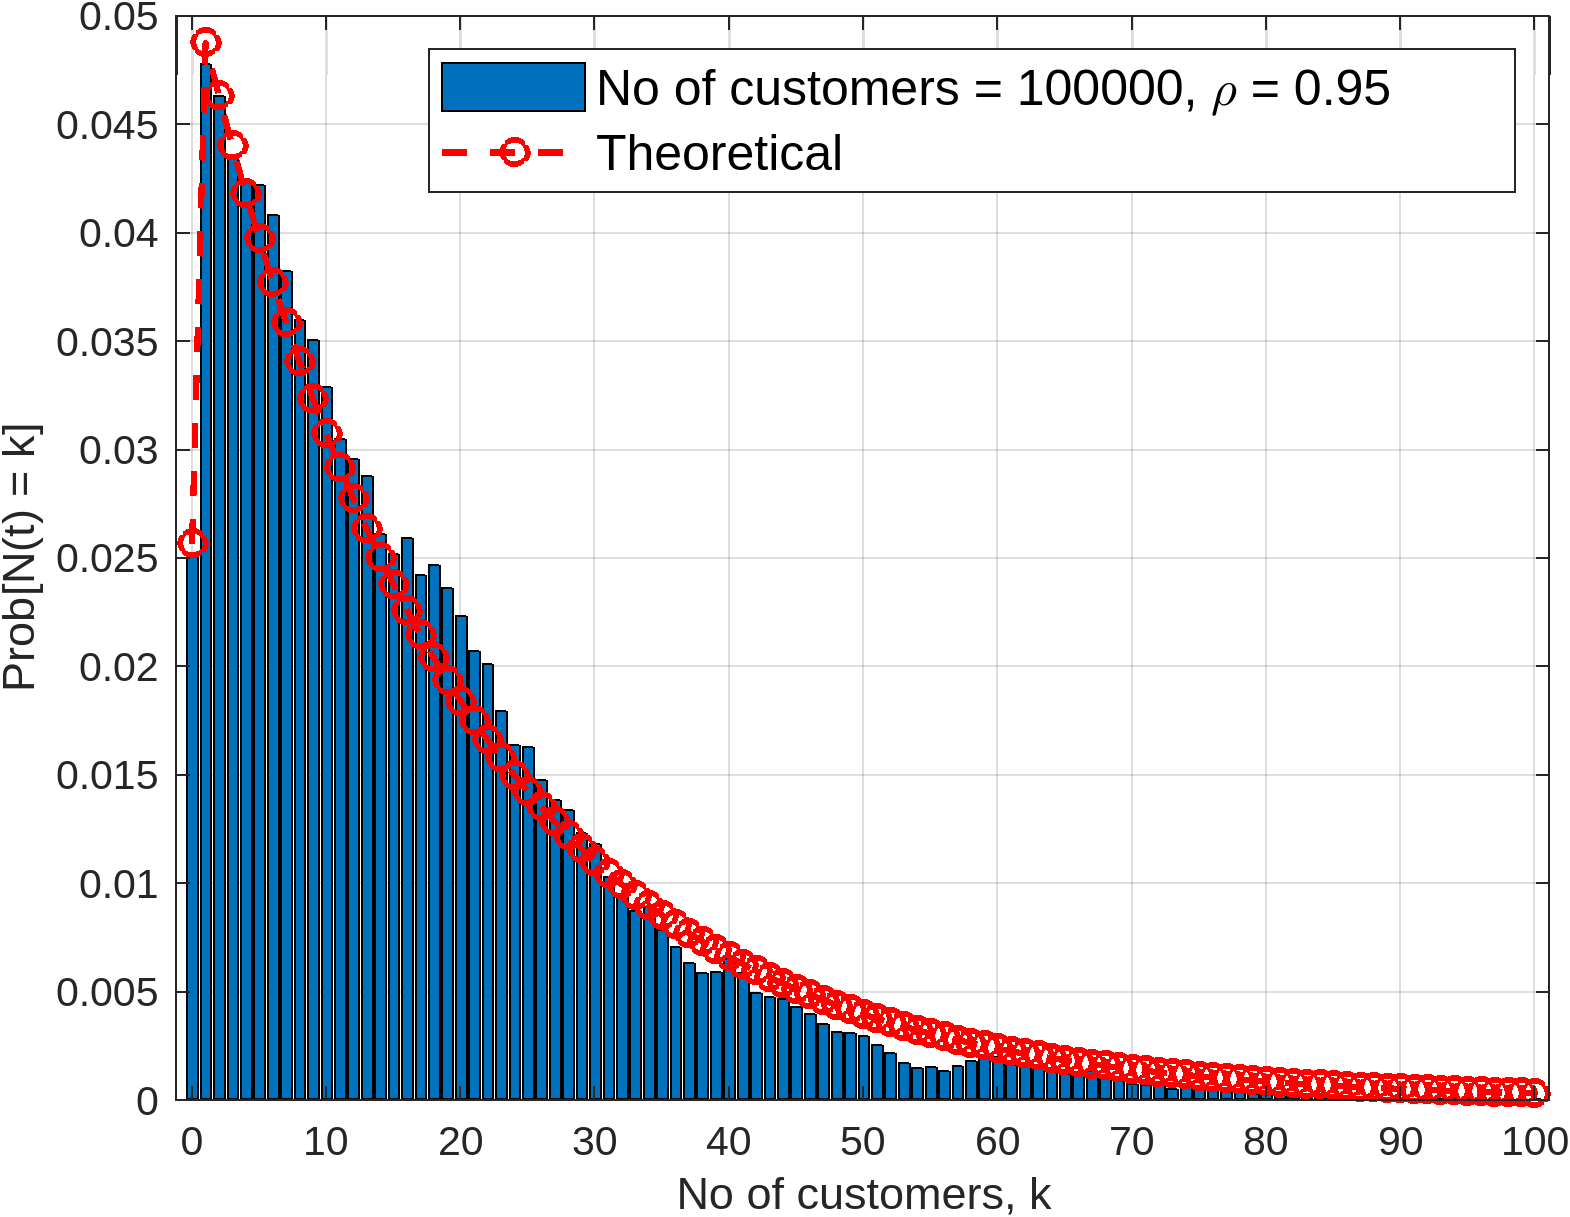 No of customers = 100000, ρ = 0.95
Theoretical
Prob[N(t) = k]
0.05
0.045
0.04
0.035
0.03
0.025
0.02
0.015
0.01
0.005
0
0 10 20 30 40 50 60 70 80 90 100
No of customers, k